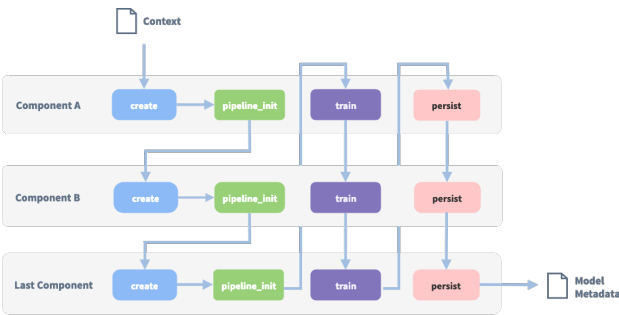 Context
Component A
create
pipeline_init
train
persist
Component B
create
pipeline_init
train
persist
Last Component
create
pipeline_init
train
persist
Model
Metadata